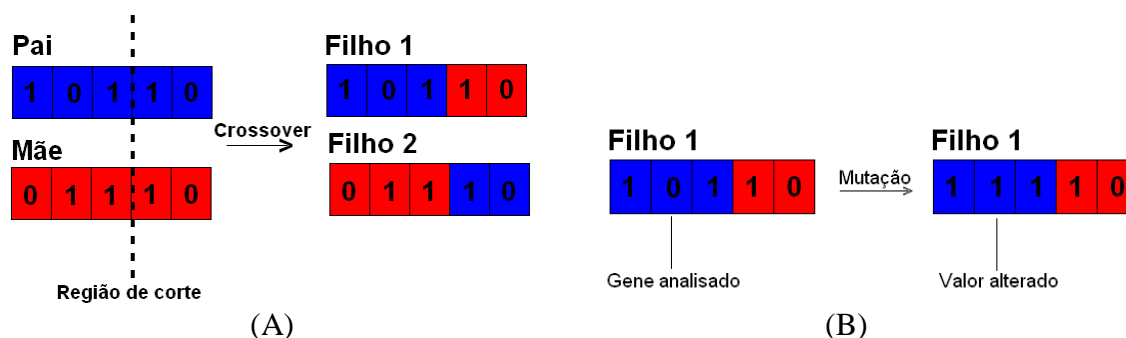 Pai
1 0 1 1 0
Crossover
Mãe
0 1 1 1 0
Região de corte
Filho 1
1 0 1 1 0
Filho 2
0 1 1 1 0
(A)
Filho 1
1 0 1 1 0
Gene analisado
Mutação
Filho 1
1 1 1 1 0
Valor alterado
(B)